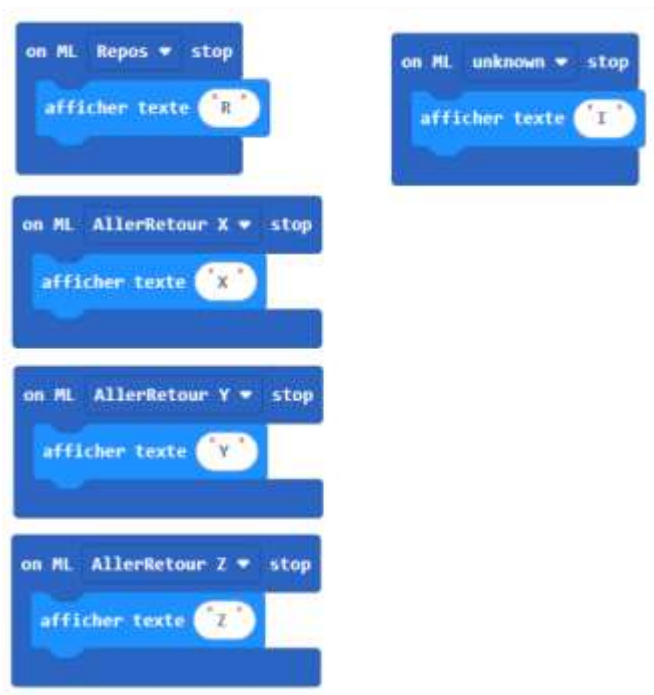 on ML Repos stop
afficher texte "R"
on ML unknown stop
afficher texte "I"
on ML AllerRetour X stop
afficher texte "X"
on ML AllerRetour Y stop
afficher texte "Y"
on ML AllerRetour Z stop
afficher texte "Z"